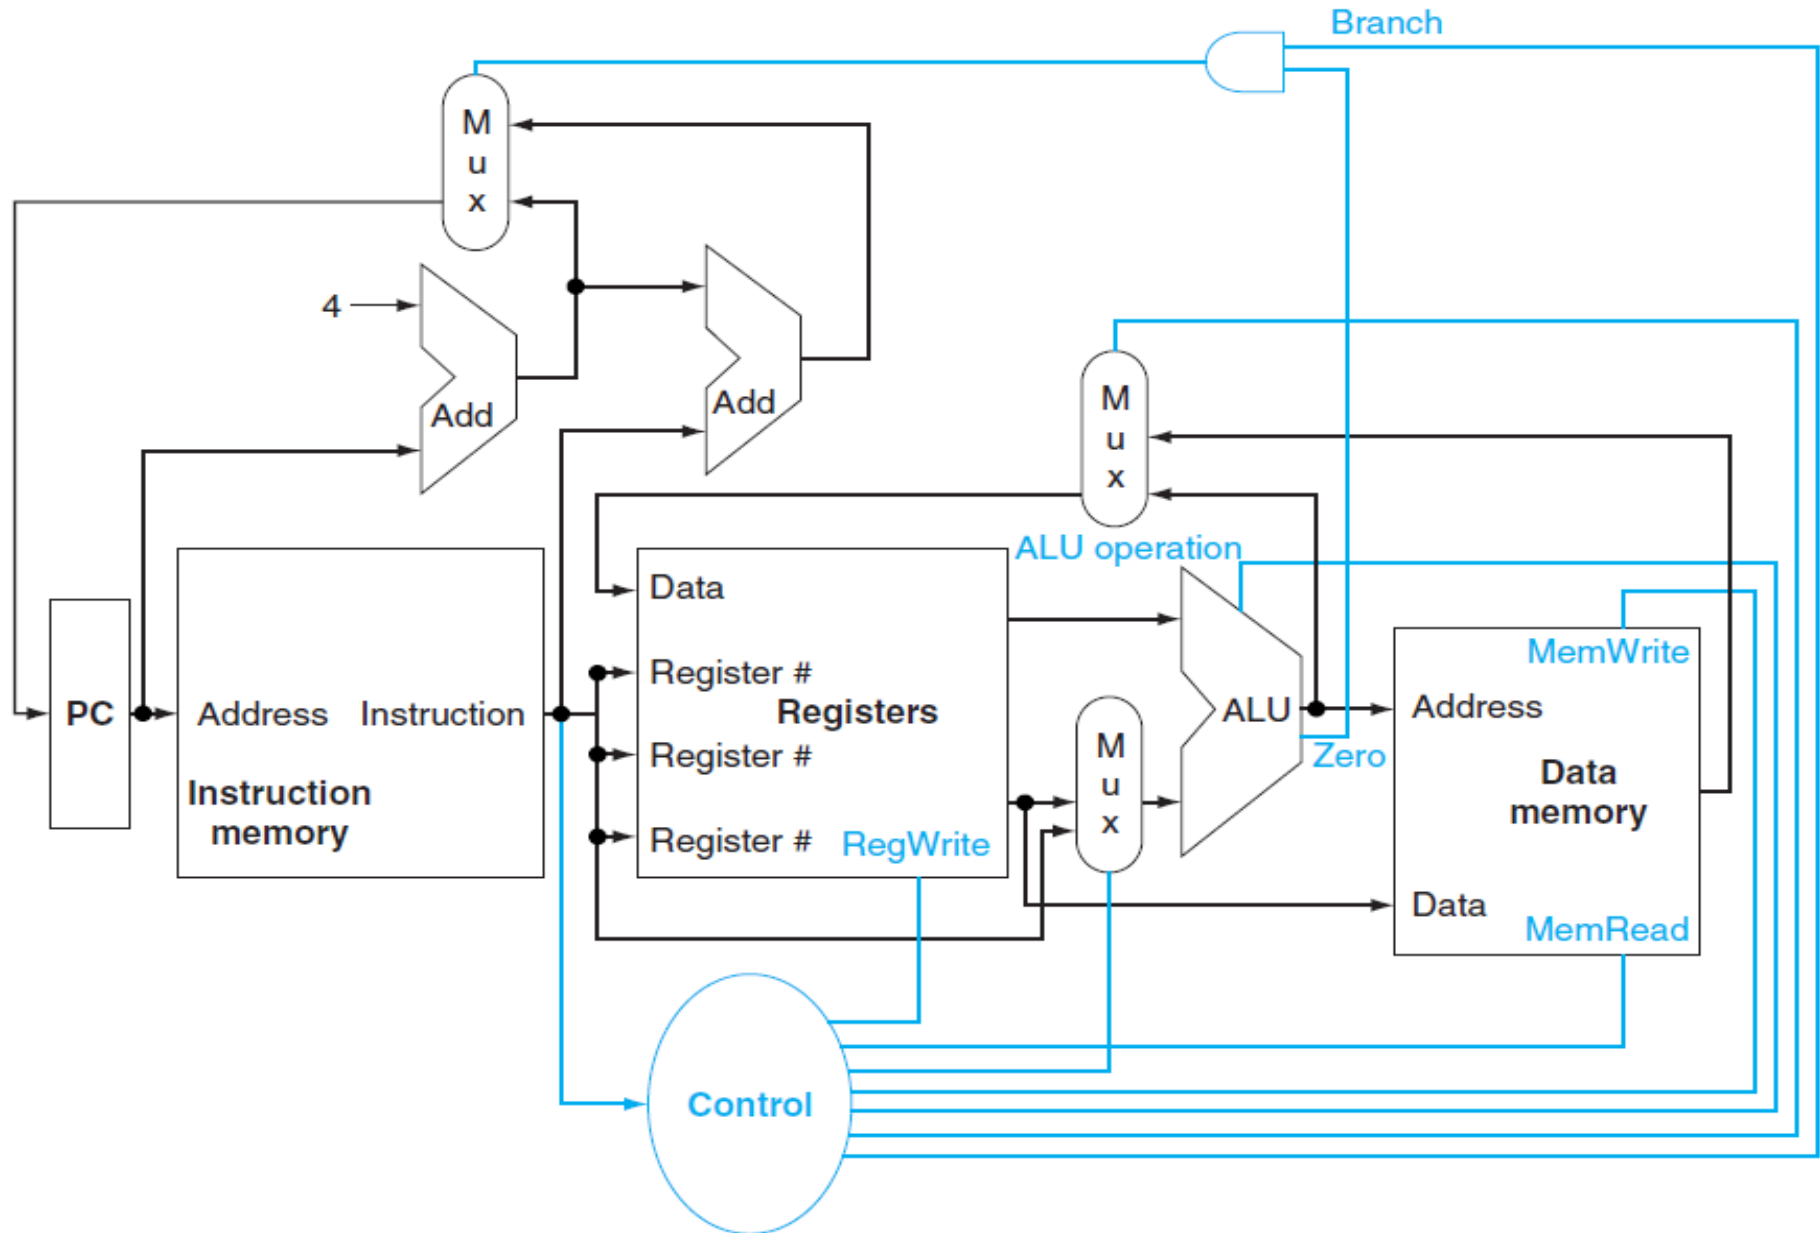 Branch
M
u
x
4
Add
Add
M
u
x
ALU operation
Data
MemWrite
Register #
PC
Address
Instruction
Registers
ALU
Address
Register #
M
u
x
Zero
Data
memory
Instruction
memory
Register #
RegWrite
Data
MemRead
Control